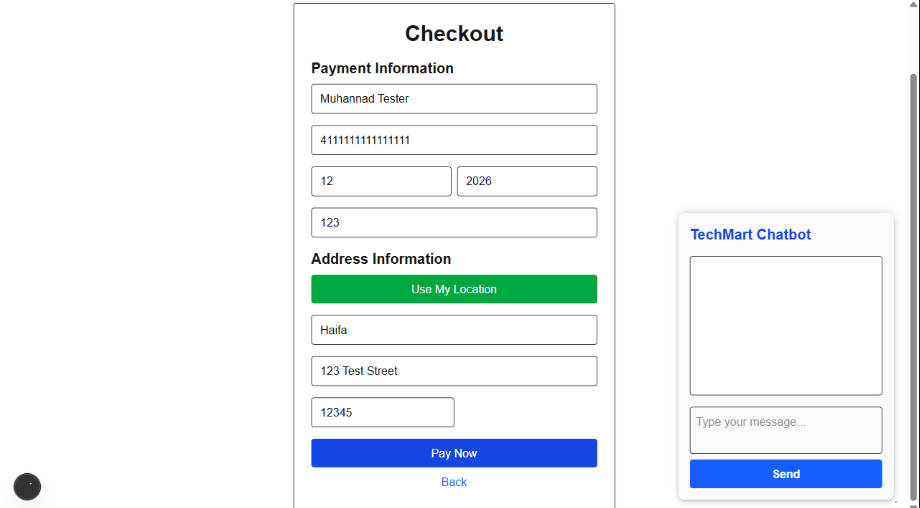 Checkout
Payment Information
Muhannad Tester
4111111111111111
12 2026
123
Address Information
Use My Location
Haifa
123 Test Street
12345
Pay Now
Back
TechMart Chatbot
Type your message...
Send